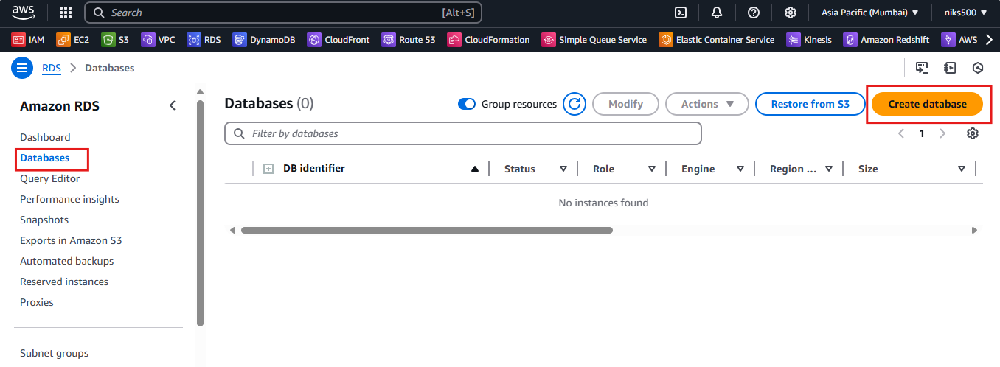 aws Search [Alt+S] Asia Pacific (Mumbai) niks500
IAM EC2 S3 VPC RDS DynamoDB CloudFront Route 53 CloudFormation Simple Queue Service Elastic Container Service Kinesis Amazon Redshift AWS
RDS Databases
Amazon RDS
Dashboard
Databases
Query Editor
Performance insights
Snapshots
Exports in Amazon S3
Automated backups
Reserved instances
Proxies
Subnet groups
Databases (0) Group resources Modify Actions Restore from S3 Create database
Filter by databases 1
DB identifier Status Role Engine Region ... Size
No instances found